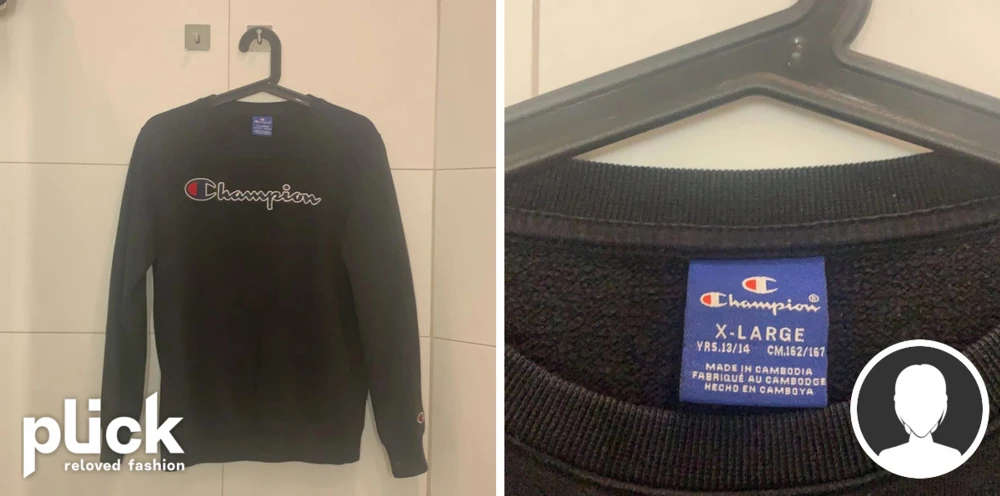 Champion
plick
reloved fashion
Champion®
X-LARGE
YRS.13/14 CM.162/167
MADE IN CAMBODIA
FABRIQUÉ AU CAMBODGE
HECHO EN CAMBOYA